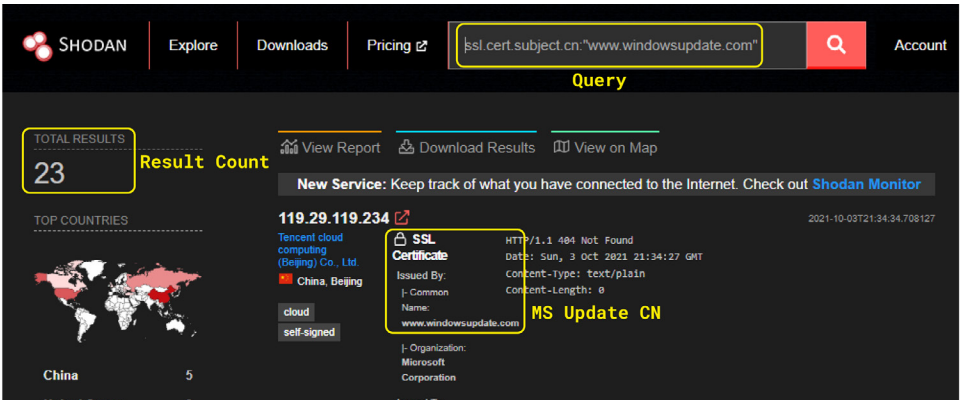 SHODAN
Explore
Downloads
Pricing
ssl.cert.subject.cn:"www.windowsupdate.com"
Account
Query
TOTAL RESULTS
23
Result Count
View Report
Download Results
View on Map
New Service: Keep track of what you have connected to the Internet. Check out Shodan Monitor
TOP COUNTRIES
119.29.119.234
2021-10-03T21:34:34.708127
Tencent cloud
computing
(Beijing) Co., Ltd.
China, Beijing
cloud
self-signed
SSL
Certificate
Issued By:
|- Common
Name:
www.windowsupdate.com
|- Organization:
Microsoft
Corporation
HTTP/1.1 404 Not Found
Date: Sun, 3 Oct 2021 21:34:27 GMT
Content-Type: text/plain
Content-Length: 0
MS Update CN
China 5